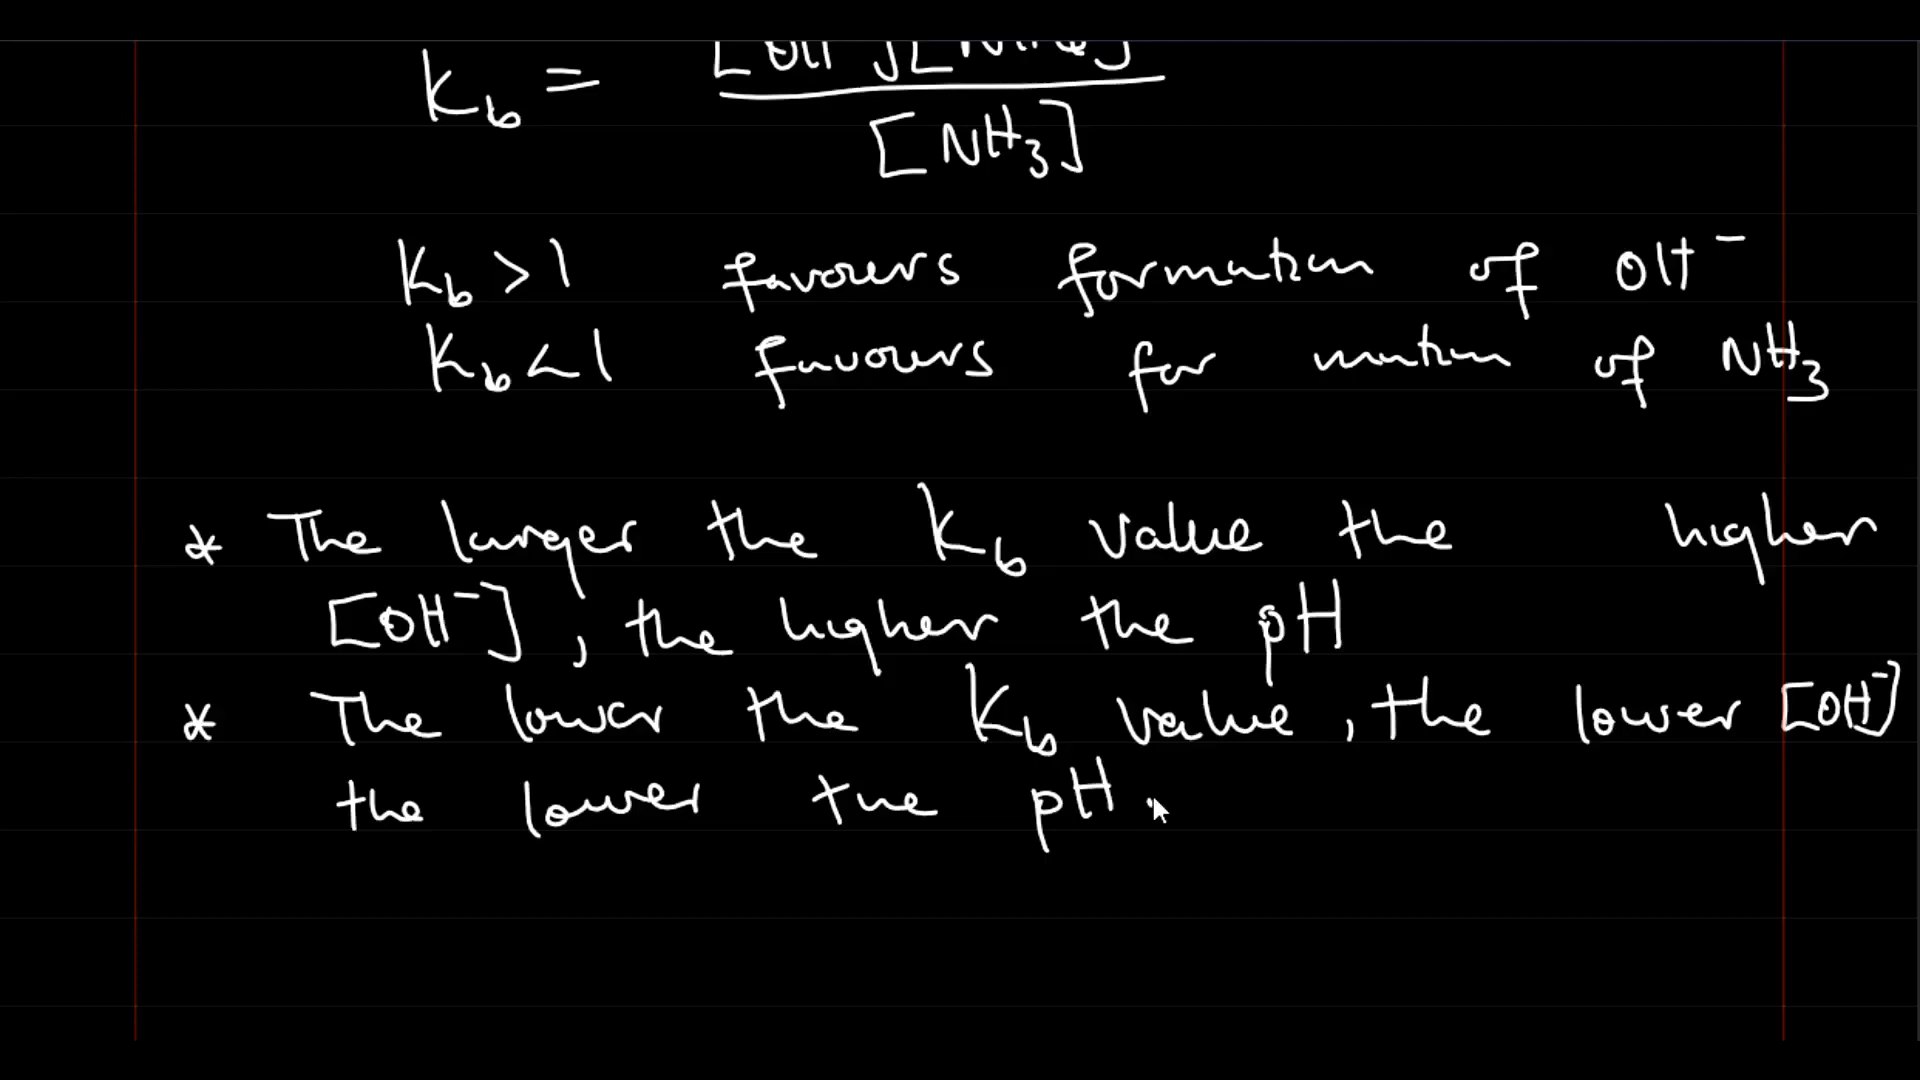 Kb = [OH⁻][NH₄]
[NH₃]
Kb > 1 favours formation of OH⁻
Kb < 1 favours formation of NH₃
* The larger the Kb value the higher
[OH⁻], the higher the pH
* The lower the Kb value, the lower [OH⁻]
the lower the pH.